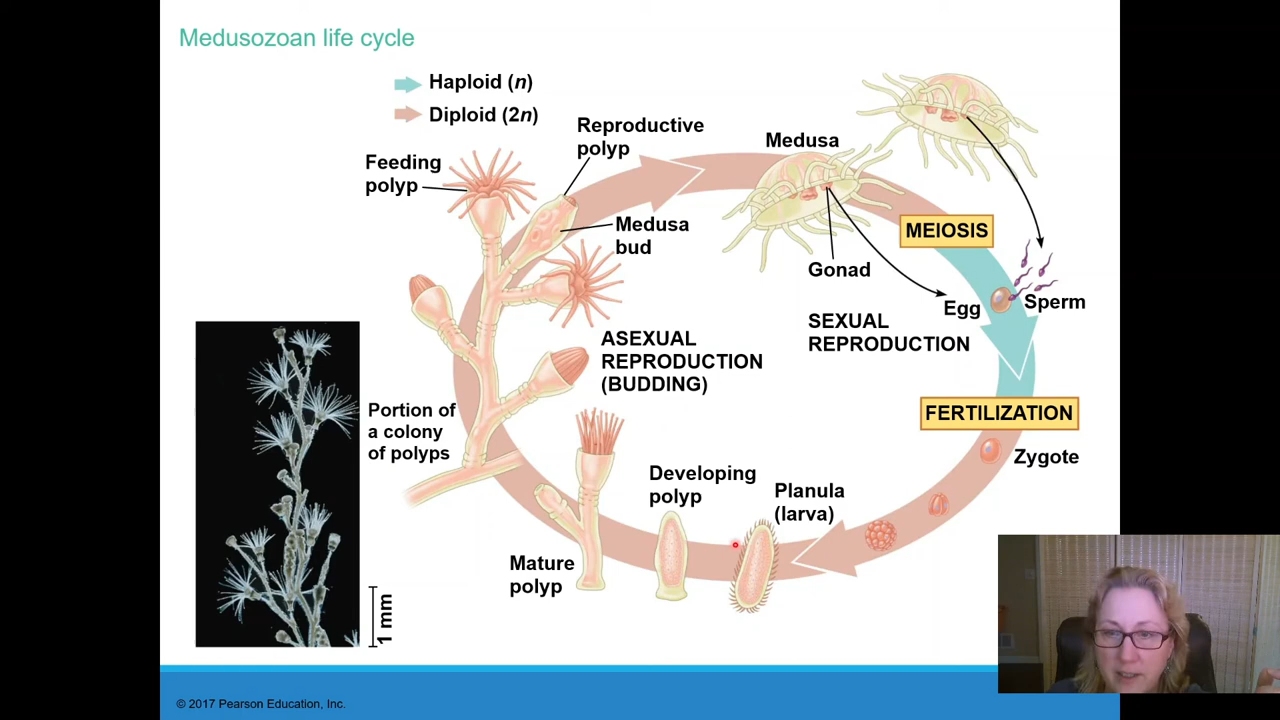 Medusozoan life cycle
Haploid (n)
Diploid (2n)
Reproductive
polyp
Feeding
polyp
Medusa
Medusa
bud
MEIOSIS
Gonad
Egg
Sperm
SEXUAL
REPRODUCTION
ASEXUAL
REPRODUCTION
(BUDDING)
Portion of
a colony
of polyps
FERTILIZATION
Zygote
Developing
polyp
Planula
(larva)
Mature
polyp
1 mm
© 2017 Pearson Education, Inc.